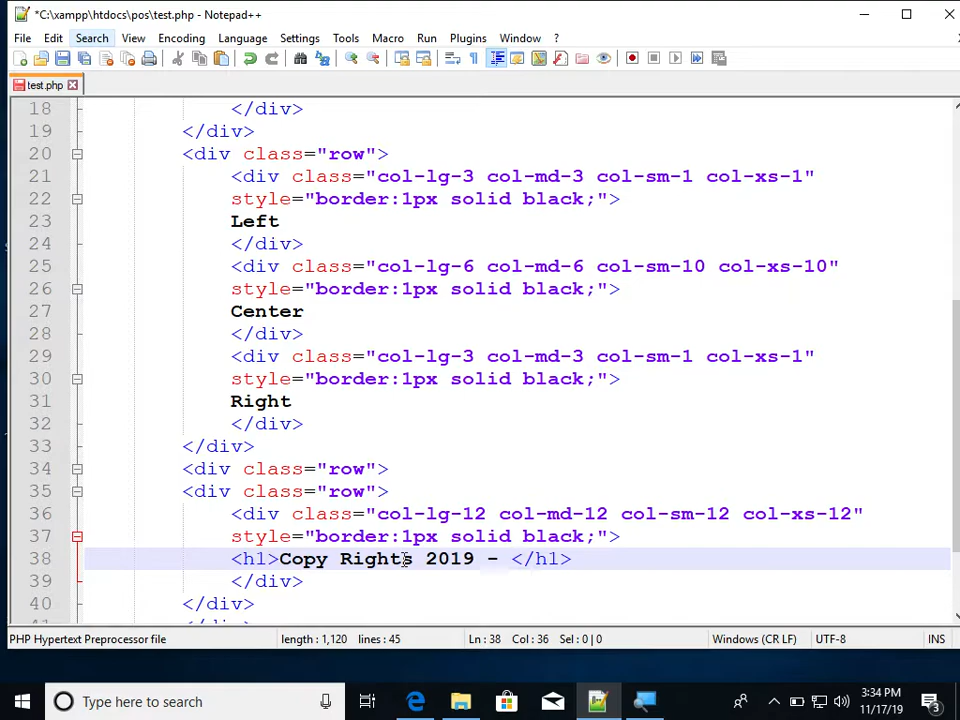 *C:\xampp\htdocs\pos\test.php - Notepad++
File Edit Search View Encoding Language Settings Tools Macro Run Plugins Window ?
test.php
18 </div>
19 </div>
20 <div class="row">
21 <div class="col-lg-3 col-md-3 col-sm-1 col-xs-1"
22 style="border:1px solid black;">
23 Left
24 </div>
25 <div class="col-lg-6 col-md-6 col-sm-10 col-xs-10"
26 style="border:1px solid black;">
27 Center
28 </div>
29 <div class="col-lg-3 col-md-3 col-sm-1 col-xs-1"
30 style="border:1px solid black;">
31 Right
32 </div>
33 </div>
34 <div class="row">
35 <div class="row">
36 <div class="col-lg-12 col-md-12 col-sm-12 col-xs-12"
37 style="border:1px solid black;">
38 <h1>Copy Rights 2019 - </h1>
39 </div>
40 </div>
PHP Hypertext Preprocessor file length : 1,120 lines : 45 Ln : 38 Col : 36 Sel : 0 | 0 Windows (CR LF) UTF-8 INS
Type here to search
3:34 PM
11/17/19
3